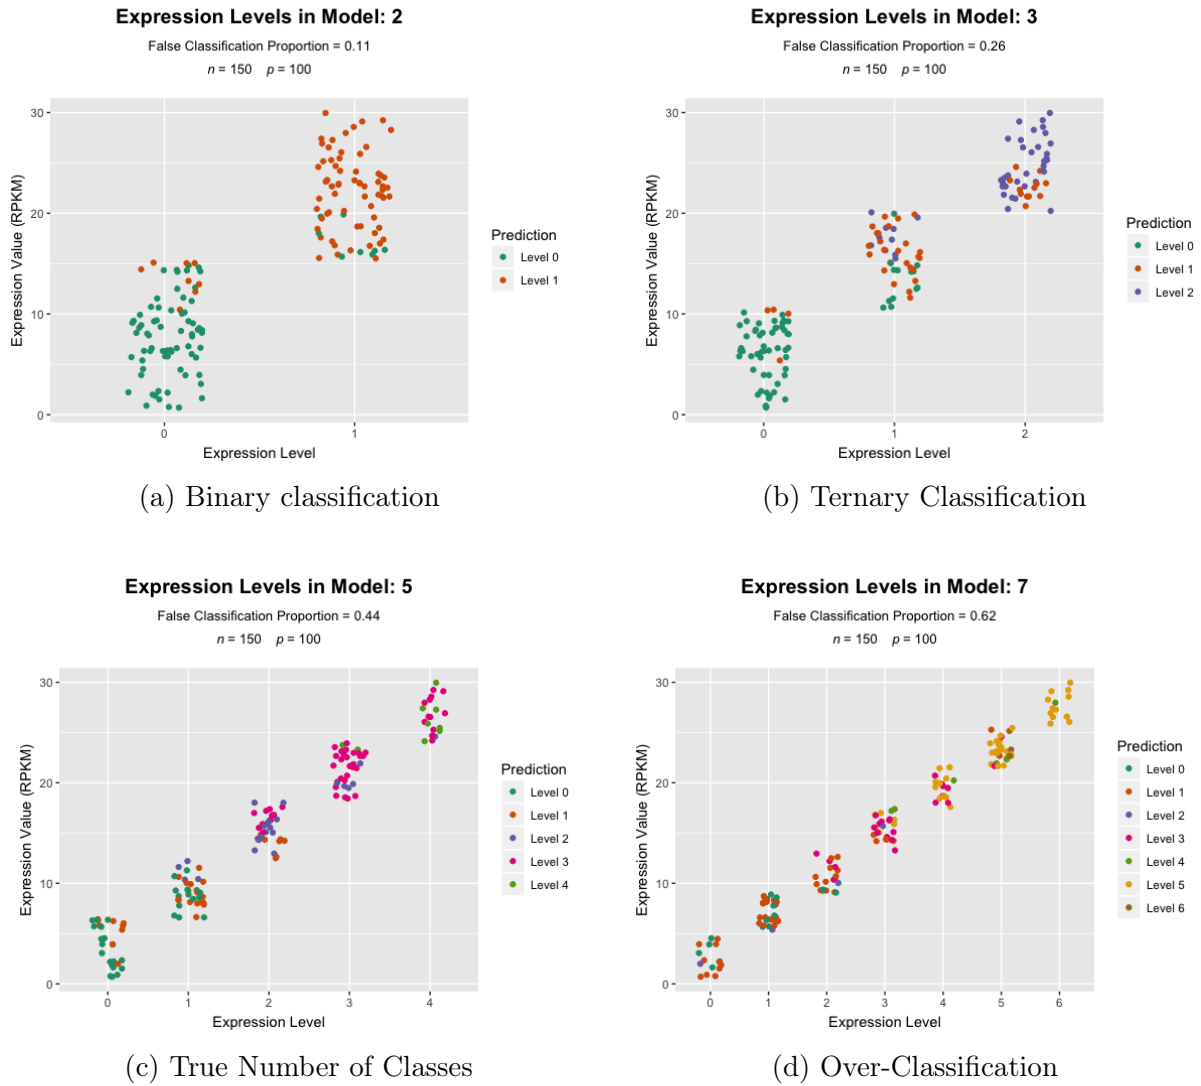 Expression Levels in Model: 2
False Classification Proportion = 0.11
n = 150 p = 100
30
20
10
0
Expression Value (RPKM)
0 1
Expression Level
Prediction
Level 0
Level 1
(a) Binary classification
Expression Levels in Model: 3
False Classification Proportion = 0.26
n = 150 p = 100
30
20
10
0
Expression Value (RPKM)
0 1 2
Expression Level
Prediction
Level 0
Level 1
Level 2
(b) Ternary Classification
Expression Levels in Model: 5
False Classification Proportion = 0.44
n = 150 p = 100
30
20
10
0
Expression Value (RPKM)
0 1 2 3 4
Expression Level
Prediction
Level 0
Level 1
Level 2
Level 3
Level 4
(c) True Number of Classes
Expression Levels in Model: 7
False Classification Proportion = 0.62
n = 150 p = 100
30
20
10
0
Expression Value (RPKM)
0 1 2 3 4 5 6
Expression Level
Prediction
Level 0
Level 1
Level 2
Level 3
Level 4
Level 5
Level 6
(d) Over-Classification